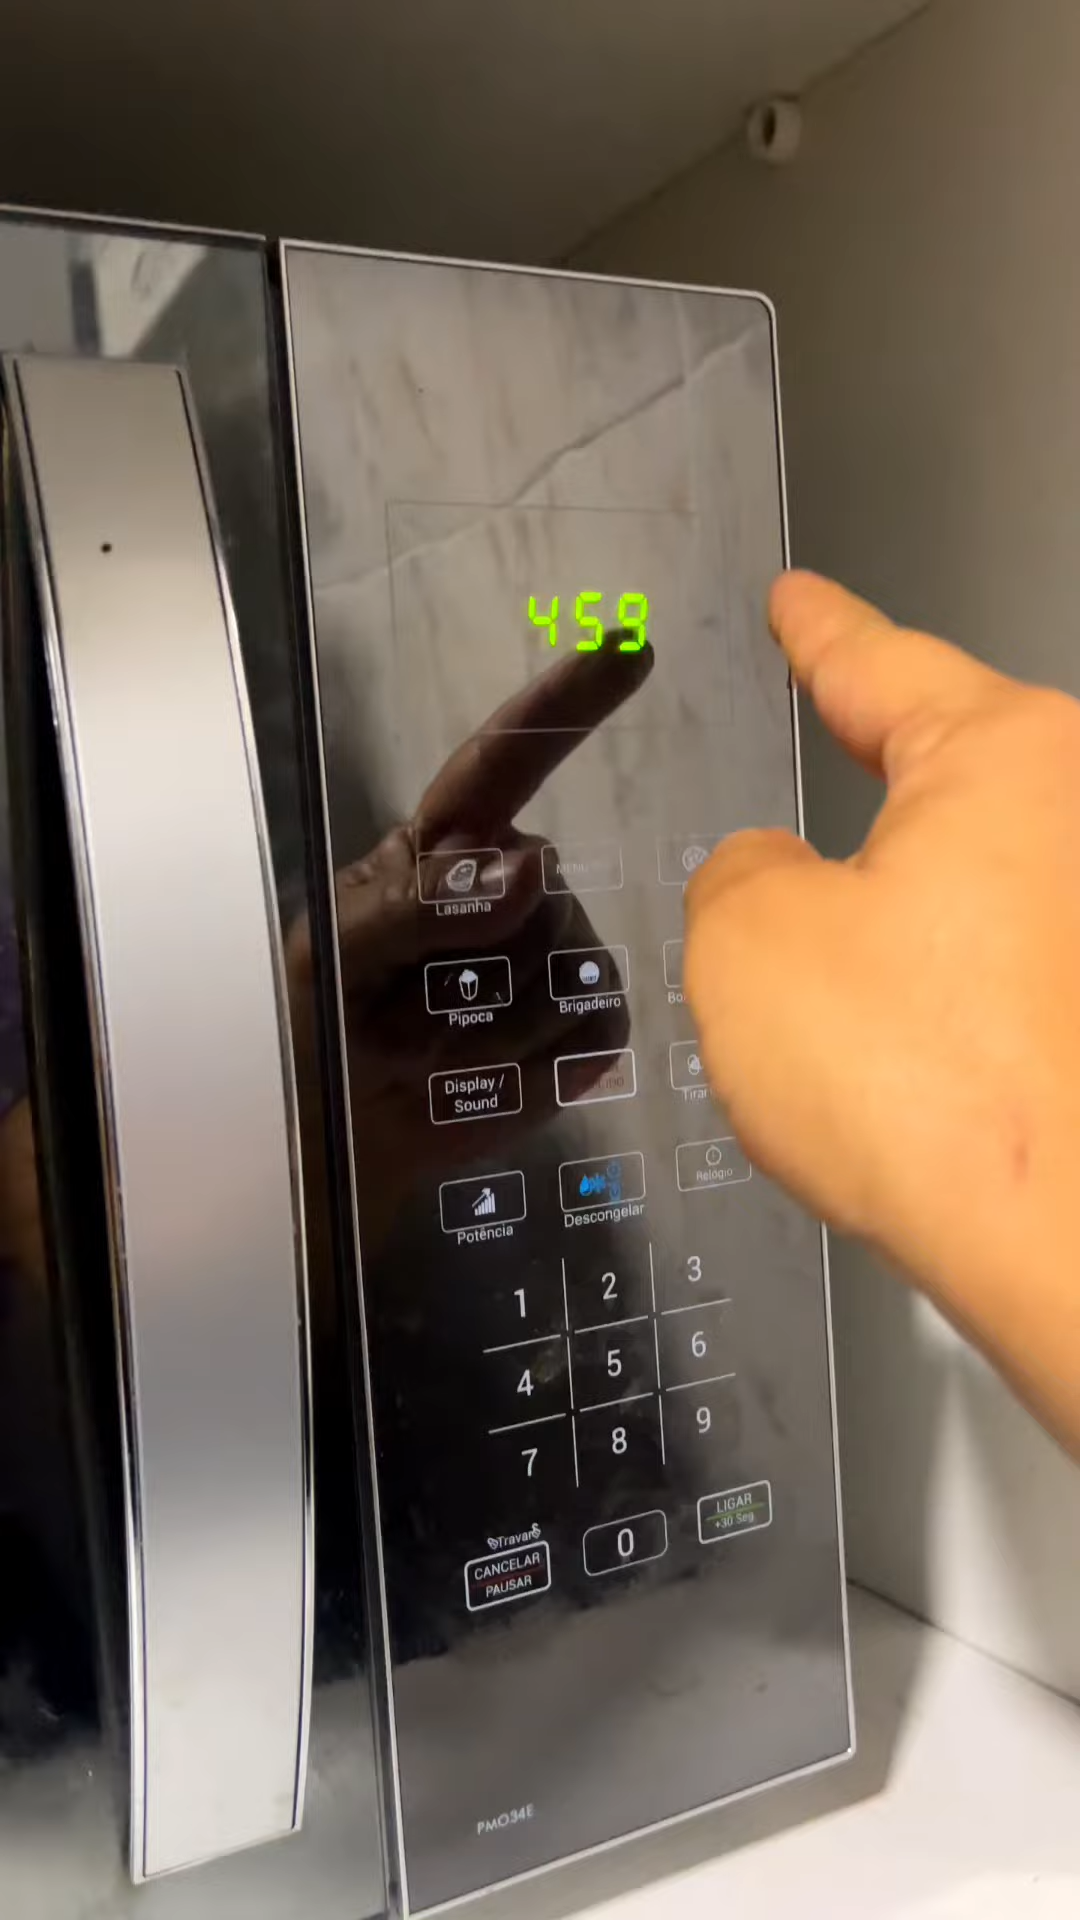 459
Lasanha
MENU
Pipoca
Brigadeiro
Display /
Sound
Potência
Descongelar
Relógio
1 2 3
4 5 6
7 8 9
Travar
CANCELAR
PAUSAR
0
LIGAR
+30 Seg
PMO34E